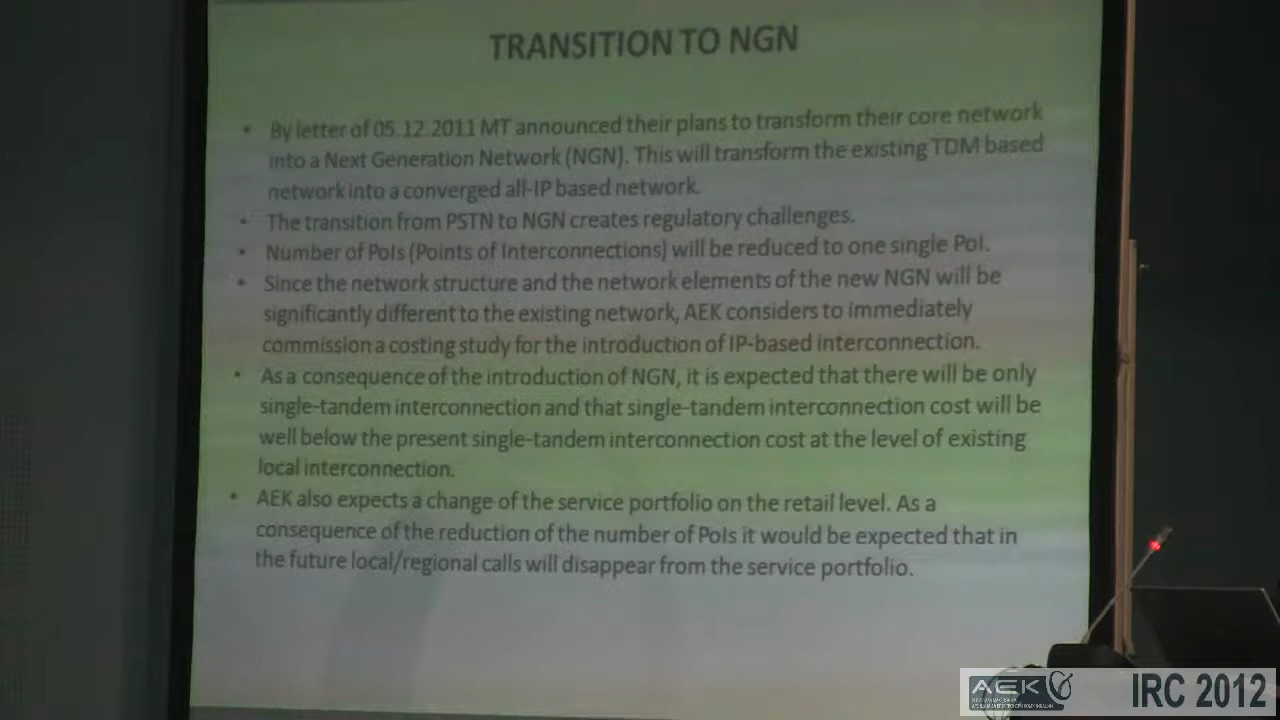 TRANSITION TO NGN
• By letter of 05.12.2011 MT announced their plans to transform their core network
into a Next Generation Network (NGN). This will transform the existing TDM based
network into a converged all-IP based network.
• The transition from PSTN to NGN creates regulatory challenges.
• Number of PoIs (Points of Interconnections) will be reduced to one single PoI.
• Since the network structure and the network elements of the new NGN will be
significantly different to the existing network, AEK considers to immediately
commission a costing study for the introduction of IP-based interconnection.
• As a consequence of the introduction of NGN, it is expected that there will be only
single-tandem interconnection and that single-tandem interconnection cost will be
well below the present single-tandem interconnection cost at the level of existing
local interconnection.
• AEK also expects a change of the service portfolio on the retail level. As a
consequence of the reduction of the number of PoIs it would be expected that in
the future local/regional calls will disappear from the service portfolio.
AEK
IRC 2012